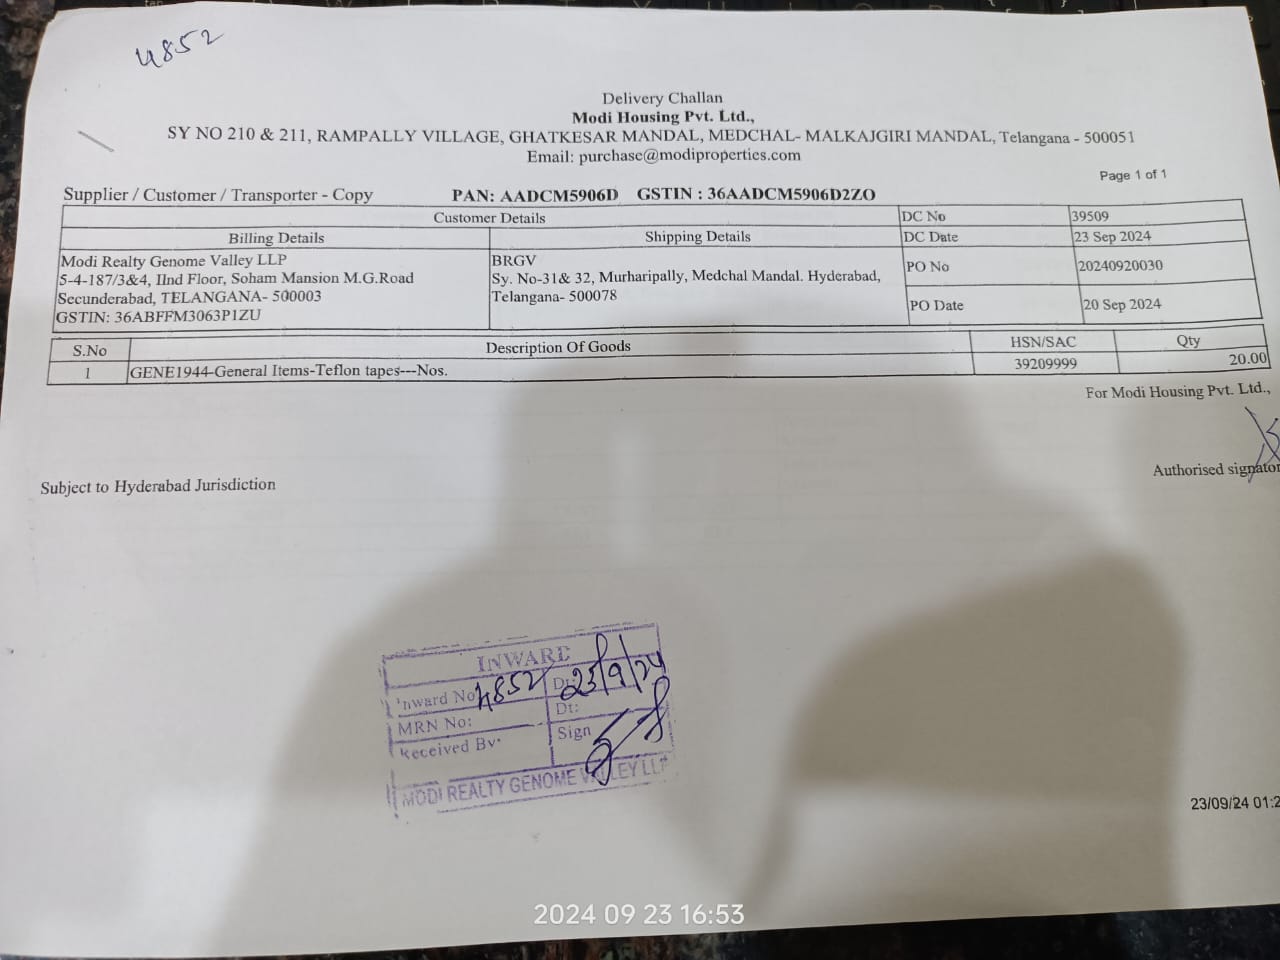 4852
Delivery Challan
Modi Housing Pvt. Ltd.,
SY NO 210 & 211, RAMPALLY VILLAGE, GHATKESAR MANDAL, MEDCHAL- MALKAJGIRI MANDAL, Telangana - 500051
Email: purchase@modiproperties.com
Page 1 of 1
Supplier / Customer / Transporter - Copy PAN: AADCM5906D GSTIN : 36AADCM5906D2ZO
Customer Details DC No 39509
Billing Details Shipping Details DC Date 23 Sep 2024
Modi Realty Genome Valley LLP BRGV PO No 20240920030
5-4-187/3&4, IInd Floor, Soham Mansion M.G.Road Sy. No-31& 32, Murharipally, Medchal Mandal. Hyderabad,
Secunderabad, TELANGANA- 500003 Telangana- 500078 PO Date 20 Sep 2024
GSTIN: 36ABFFM3063P1ZU
S.No Description Of Goods HSN/SAC Qty
1 GENE1944-General Items-Teflon tapes---Nos. 39209999 20.00
For Modi Housing Pvt. Ltd.,
Authorised signator
Subject to Hyderabad Jurisdiction
INWARD
Inward No 4852 Dt: 23/9/24
MRN No: Dt:
Received By: Sign
MODI REALTY GENOME VALLEY LLP
23/09/24 01:2
2024 09 23 16:53